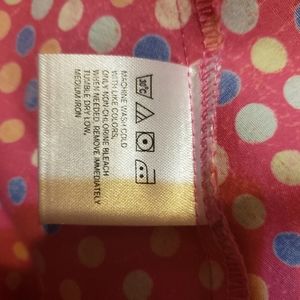 30°C
MACHINE WASH COLD
WITH LIKE COLORS.
ONLY NON-CHLORINE BLEACH
WHEN NEEDED. REMOVE IMMEDIATELY
TUMBLE DRY LOW.
MEDIUM IRON